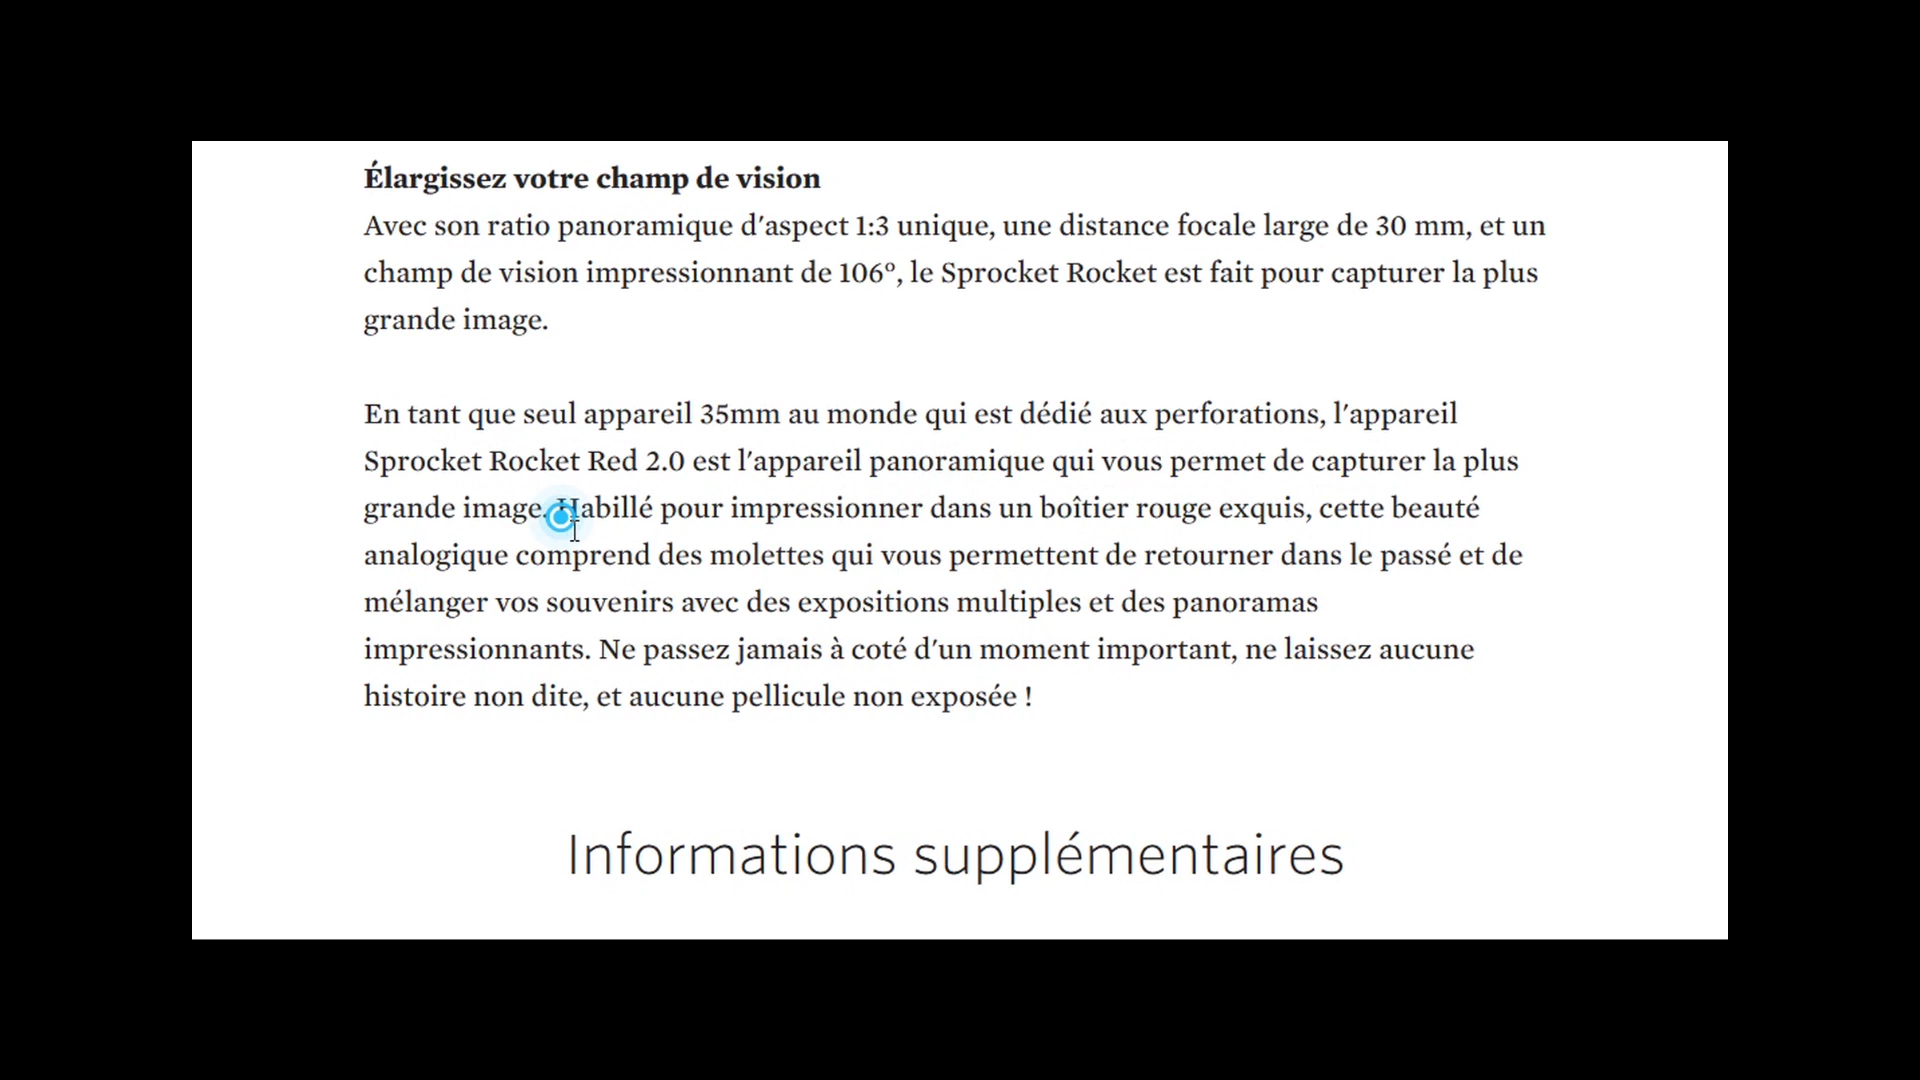 Élargissez votre champ de vision
Avec son ratio panoramique d'aspect 1:3 unique, une distance focale large de 30 mm, et un
champ de vision impressionnant de 106°, le Sprocket Rocket est fait pour capturer la plus
grande image.
En tant que seul appareil 35mm au monde qui est dédié aux perforations, l'appareil
Sprocket Rocket Red 2.0 est l'appareil panoramique qui vous permet de capturer la plus
grande image. Habillé pour impressionner dans un boîtier rouge exquis, cette beauté
analogique comprend des molettes qui vous permettent de retourner dans le passé et de
mélanger vos souvenirs avec des expositions multiples et des panoramas
impressionnants. Ne passez jamais à coté d'un moment important, ne laissez aucune
histoire non dite, et aucune pellicule non exposée !
Informations supplémentaires